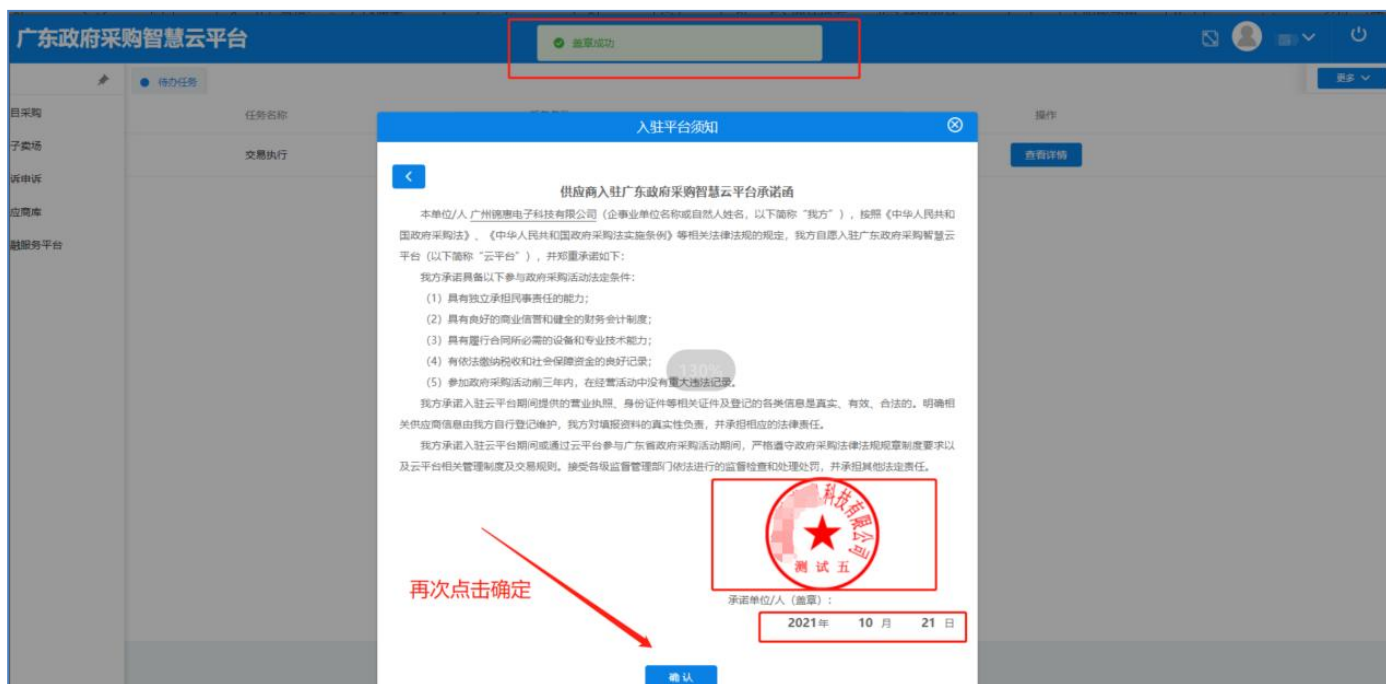 广东政府采购智慧云平台
盖章成功
待办任务
更多
目采购
子卖场
诉申诉
应商库
融服务平台
任务名称
操作
交易执行
查看详情
入驻平台须知
供应商入驻广东政府采购智慧云平台承诺函
本单位/人 广州锦惠电子科技有限公司（企事业单位名称或自然人姓名，以下简称“我方”），按照《中华人民共和
国政府采购法》、《中华人民共和国政府采购法实施条例》等相关法律法规的规定，我方自愿入驻广东政府采购智慧云
平台（以下简称“云平台”），并郑重承诺如下：
我方承诺具备以下参与政府采购活动法定条件：
（1）具有独立承担民事责任的能力；
（2）具有良好的商业信誉和健全的财务会计制度；
（3）具有履行合同所必需的设备和专业技术能力；
（4）有依法缴纳税收和社会保障资金的良好记录；
130%
（5）参加政府采购活动前三年内，在经营活动中没有重大违法记录。
我方承诺入驻云平台期间提供的营业执照、身份证件等相关证件及登记的各类信息是真实、有效、合法的。明确相
关供应商信息由我方自行登记维护，我方对填报资料的真实性负责，并承担相应的法律责任。
我方承诺入驻云平台期间或通过云平台参与广东省政府采购活动期间，严格遵守政府采购法律法规规章制度要求以
及云平台相关管理制度及交易规则。接受各级监督管理部门依法进行的监督检查和处理处罚，并承担其他法定责任。
科技有限公司
测试五
再次点击确定
承诺单位/人（盖章）：
2021年 10 月 21 日
确认